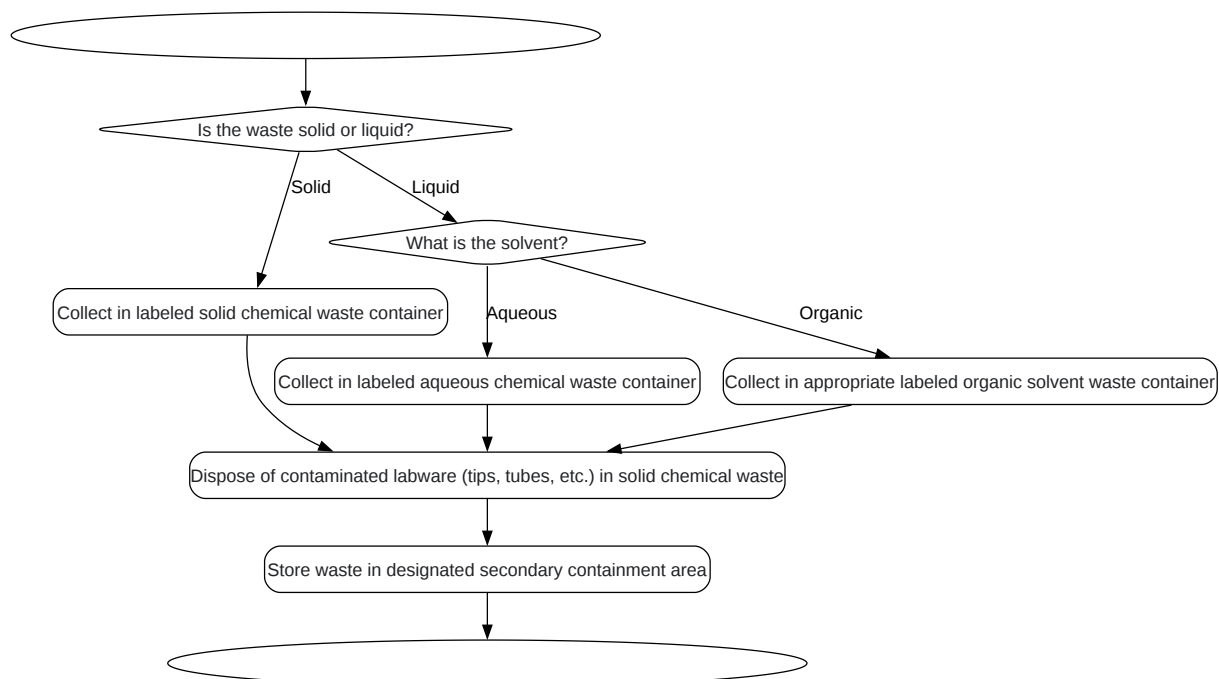 Is the waste solid or liquid?
Solid
Liquid
What is the solvent?
Collect in labeled solid chemical waste container
Aqueous
Organic
Collect in labeled aqueous chemical waste container
Collect in appropriate labeled organic solvent waste container
Dispose of contaminated labware (tips, tubes, etc.) in solid chemical waste
Store waste in designated secondary containment area